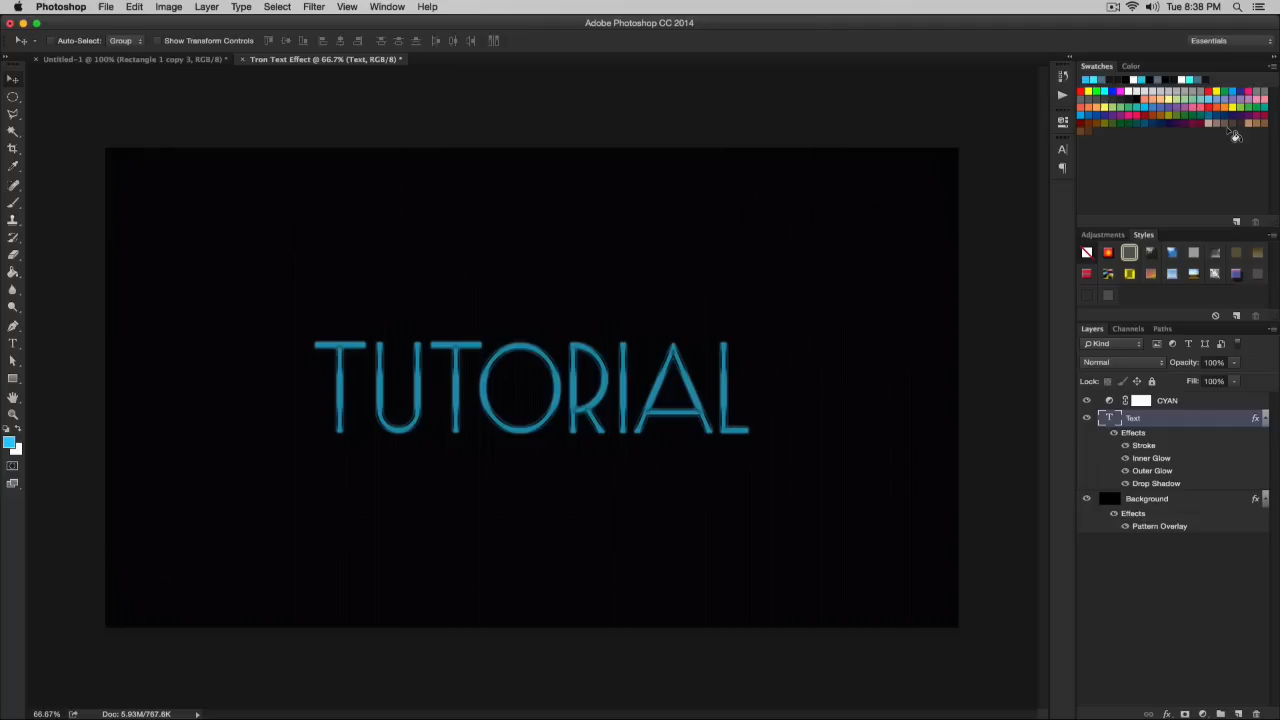 Photoshop File Edit Image Layer Type Select Filter View Window Help Tue 8:38 PM
Adobe Photoshop CC 2014
Auto-Select: Group Show Transform Controls Essentials
Untitled-1 @ 100% (Rectangle 1 copy 3, RGB/8) * Tron Text Effect @ 66.7% (Text, RGB/8) *
Swatches Color
Adjustments Styles
TUTORIAL
Layers Channels Paths
Kind
Normal Opacity: 100%
Lock: Fill: 100%
CYAN
T Text fx
Effects
Stroke
Inner Glow
Outer Glow
Drop Shadow
Background fx
Effects
Pattern Overlay
66.67% Doc: 5.93M/767.6K fx